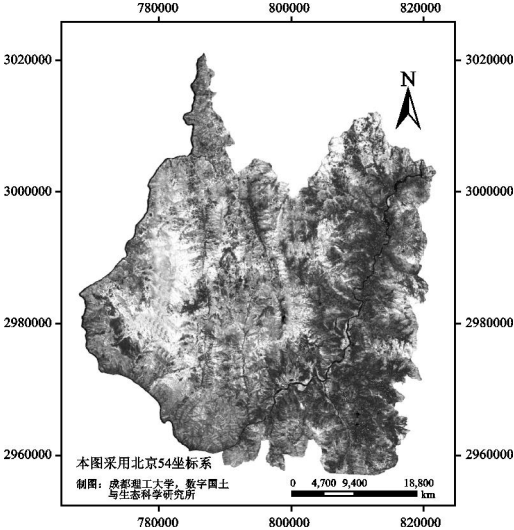 780000 800000 820000
3020000 3020000
N
3000000 3000000
2980000 2980000
2960000 2960000
本图采用北京54坐标系
制图：成都理工大学，数字国土
与生态科学研究所
0 4,700 9,400 18,800
km
780000 800000 820000